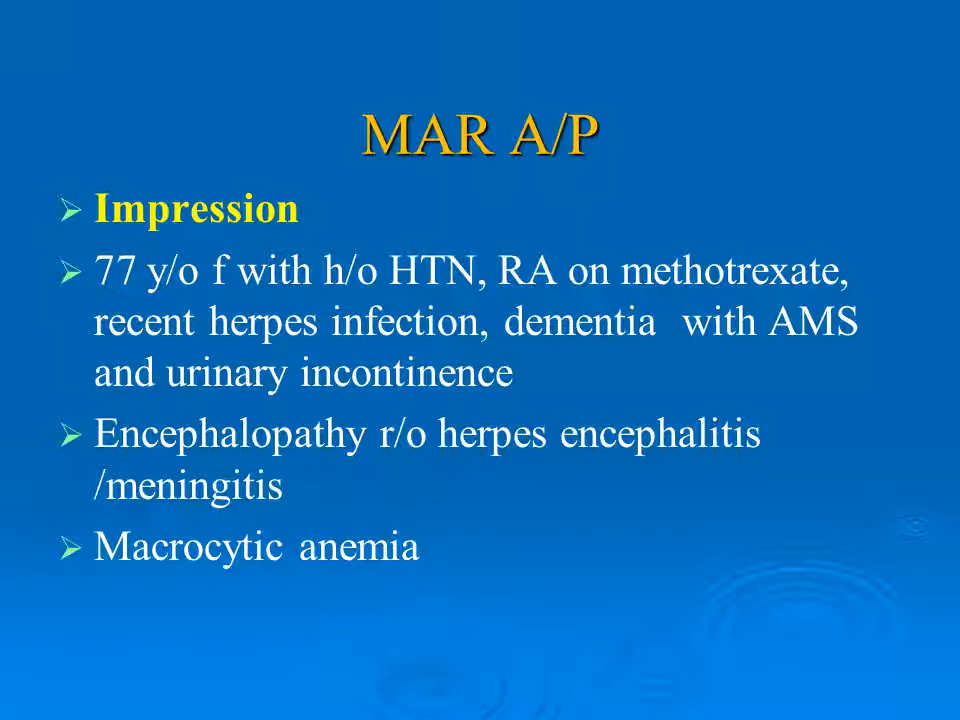 MAR A/P
Impression
77 y/o f with h/o HTN, RA on methotrexate,
recent herpes infection, dementia with AMS
and urinary incontinence
Encephalopathy r/o herpes encephalitis
/meningitis
Macrocytic anemia